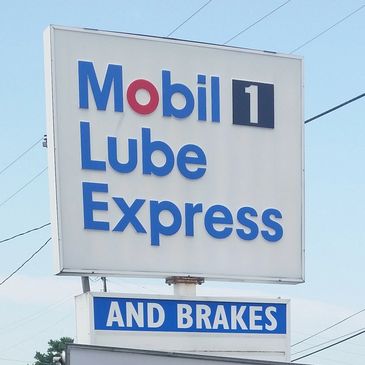 Mobil 1
Lube
Express
AND BRAKES